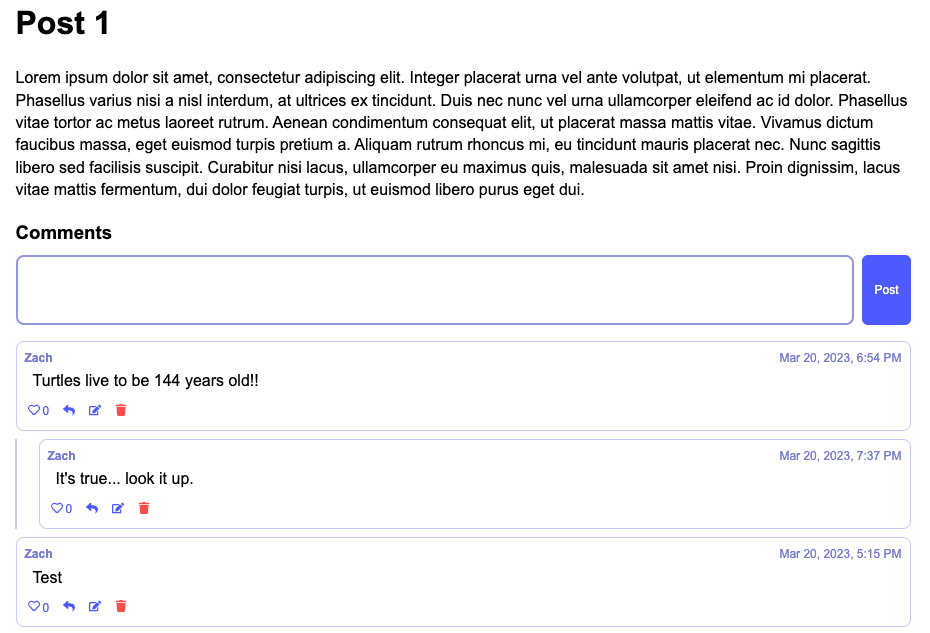 Post 1
Lorem ipsum dolor sit amet, consectetur adipiscing elit. Integer placerat urna vel ante volutpat, ut elementum mi placerat.
Phasellus varius nisi a nisl interdum, at ultrices ex tincidunt. Duis nec nunc vel urna ullamcorper eleifend ac id dolor. Phasellus
vitae tortor ac metus laoreet rutrum. Aenean condimentum consequat elit, ut placerat massa mattis vitae. Vivamus dictum
faucibus massa, eget euismod turpis pretium a. Aliquam rutrum rhoncus mi, eu tincidunt mauris placerat nec. Nunc sagittis
libero sed facilisis suscipit. Curabitur nisi lacus, ullamcorper eu maximus quis, malesuada sit amet nisi. Proin dignissim, lacus
vitae mattis fermentum, dui dolor feugiat turpis, ut euismod libero purus eget dui.
Comments
Post
Zach Mar 20, 2023, 6:54 PM
Turtles live to be 144 years old!!
0
Zach Mar 20, 2023, 7:37 PM
It's true... look it up.
0
Zach Mar 20, 2023, 5:15 PM
Test
0